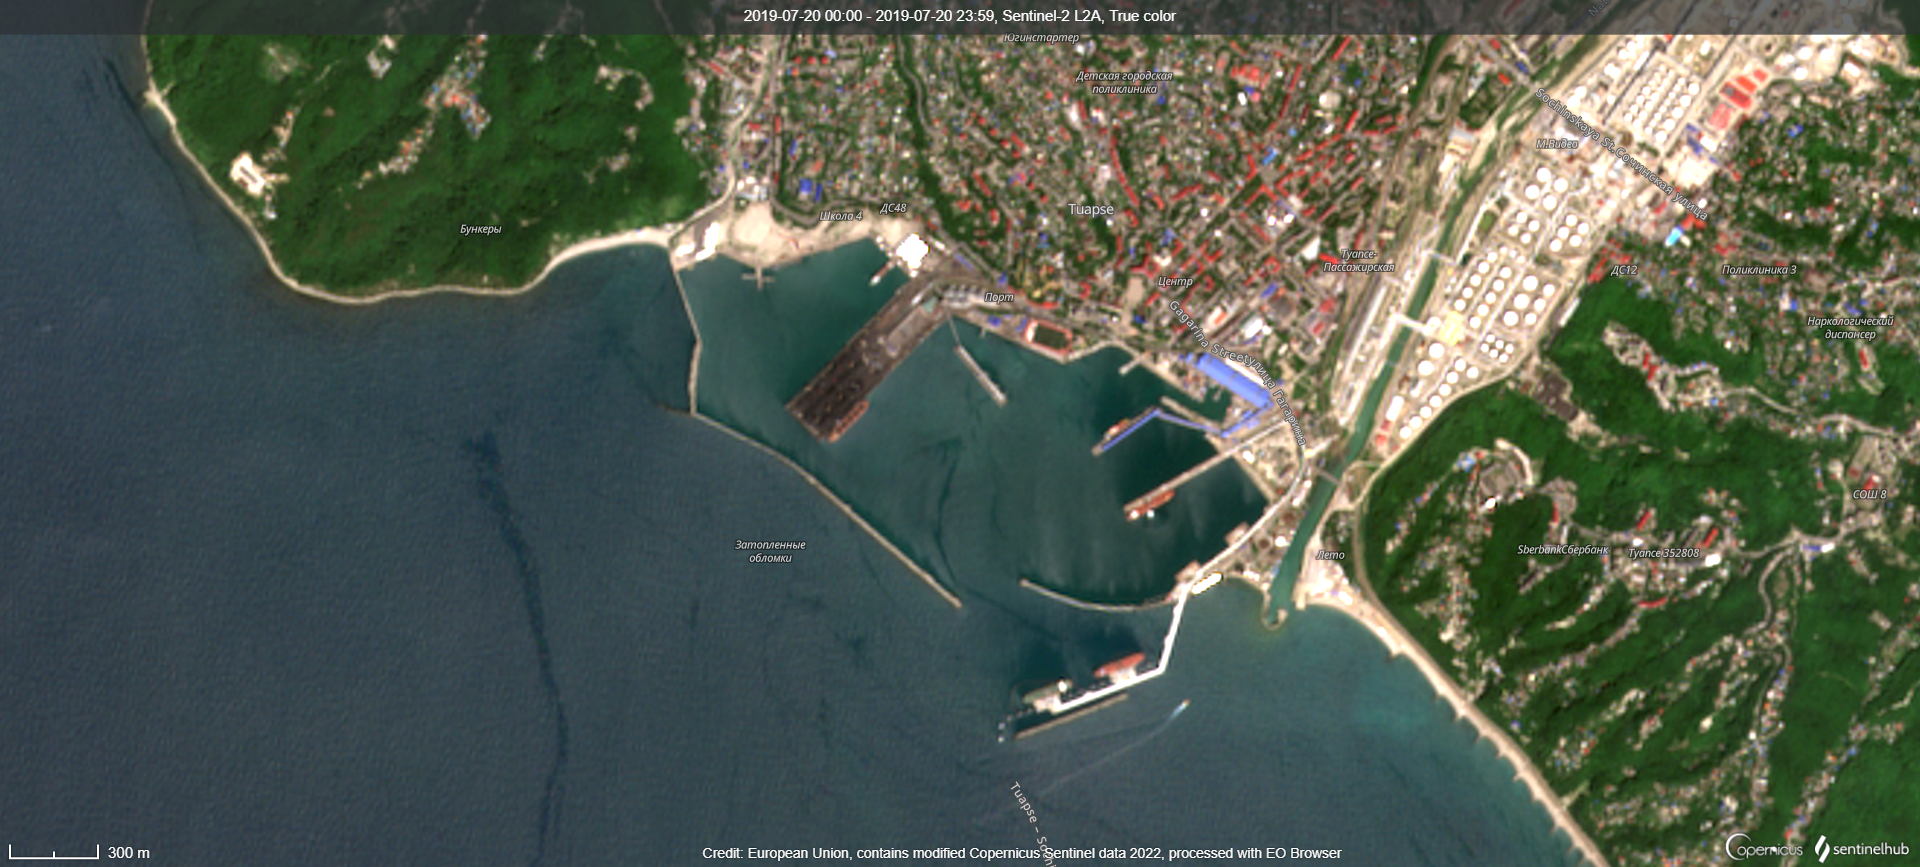 2019-07-20 00:00 - 2019-07-20 23:59, Sentinel-2 L2A, True color
Югинстартер
Детская городская
поликлиника
Sochinskaya St.Сочинская улица
М.Видео
Школа 4
ДС48
Tuapse
Бункеры
Туапсе-
Пассажирская
ДС12
Поликлиника 3
Центр
Порт
Gagarina Streetулица Гагарина
Наркологический
диспансер
СОШ 8
Затопленные
обломки
Лето
SberbankСбербанк
Tyance 352808
Tuapse – Sochi
300 m
Credit: European Union, contains modified Copernicus Sentinel data 2022, processed with EO Browser
opernicus
sentinelhub